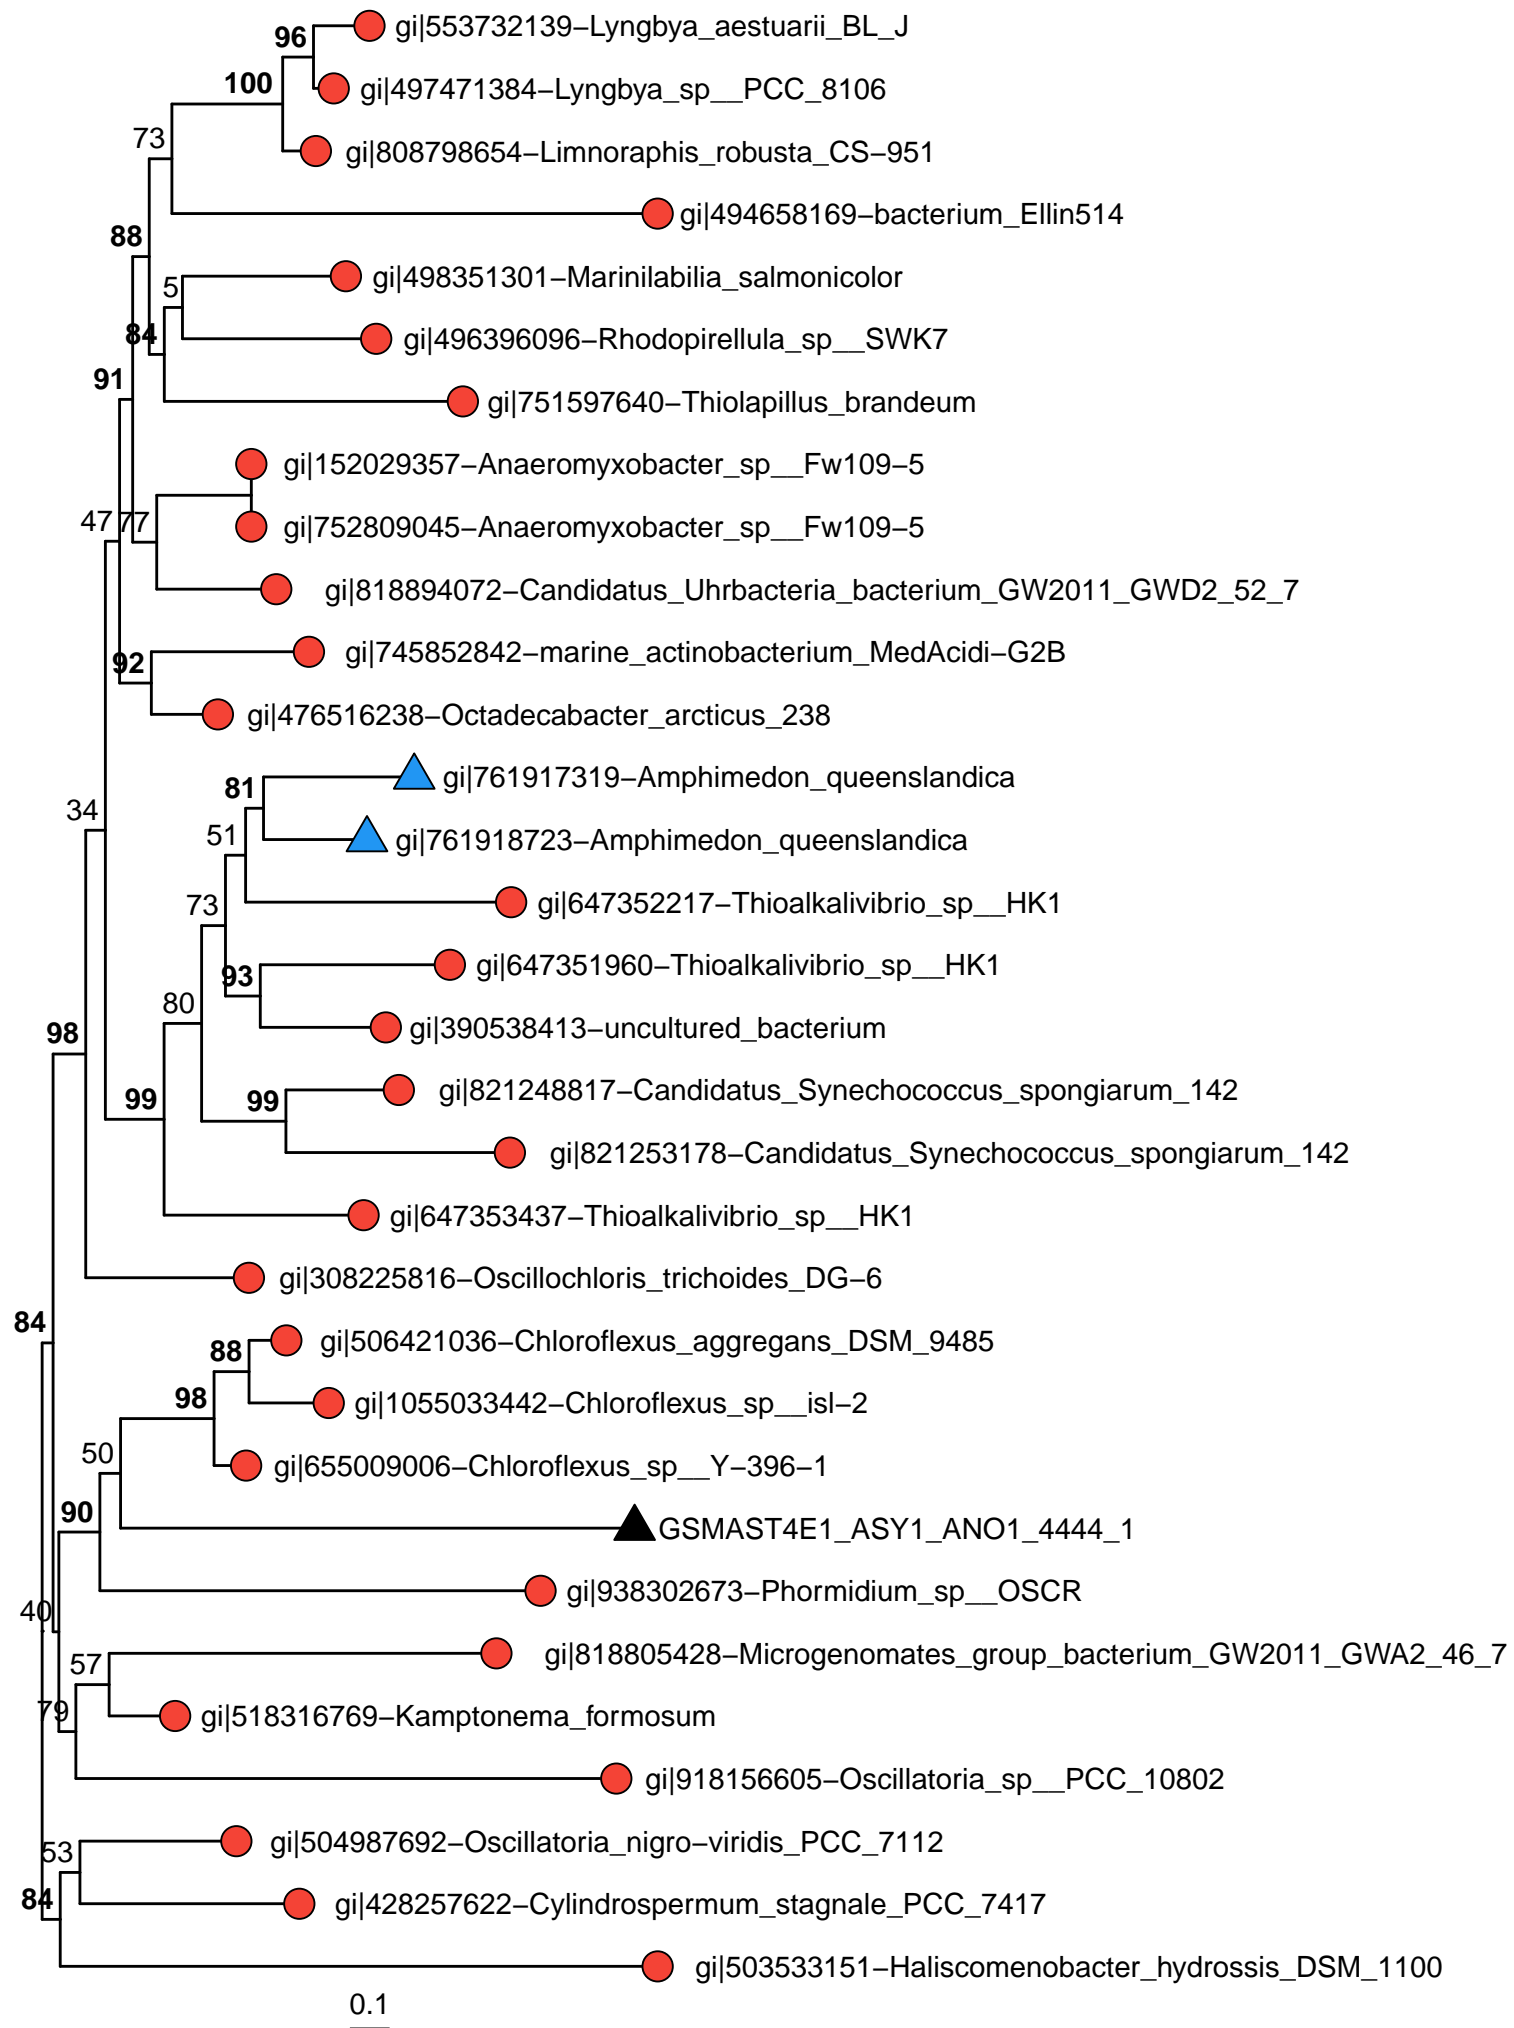 96
gi|553732139−Lyngbya_aestuarii_BL_J
100
gi|497471384−Lyngbya_sp__PCC_8106
73
gi|808798654−Limnoraphis_robusta_CS−951
gi|494658169−bacterium_Ellin514
88
5
gi|498351301−Marinilabilia_salmonicolor
84
gi|496396096−Rhodopirellula_sp__SWK7
91
gi|751597640−Thiolapillus_brandeum
gi|152029357−Anaeromyxobacter_sp__Fw109−5
47
77
gi|752809045−Anaeromyxobacter_sp__Fw109−5
gi|818894072−Candidatus_Uhrbacteria_bacterium_GW2011_GWD2_52_7
92
gi|745852842−marine_actinobacterium_MedAcidi−G2B
gi|476516238−Octadecabacter_arcticus_238
81
gi|761917319−Amphimedon_queenslandica
34
51
gi|761918723−Amphimedon_queenslandica
73
gi|647352217−Thioalkalivibrio_sp__HK1
93
gi|647351960−Thioalkalivibrio_sp__HK1
80
98
gi|390538413−uncultured_bacterium
99
99
gi|821248817−Candidatus_Synechococcus_spongiarum_142
gi|821253178−Candidatus_Synechococcus_spongiarum_142
gi|647353437−Thioalkalivibrio_sp__HK1
gi|308225816−Oscillochloris_trichoides_DG−6
84
88
gi|506421036−Chloroflexus_aggregans_DSM_9485
98
gi|1055033442−Chloroflexus_sp__isl−2
50
gi|655009006−Chloroflexus_sp__Y−396−1
90
GSMAST4E1_ASY1_ANO1_4444_1
gi|938302673−Phormidium_sp__OSCR
40
57
gi|818805428−Microgenomates_group_bacterium_GW2011_GWA2_46_7
79
gi|518316769−Kamptonema_formosum
gi|918156605−Oscillatoria_sp__PCC_10802
53
gi|504987692−Oscillatoria_nigro−viridis_PCC_7112
84
gi|428257622−Cylindrospermum_stagnale_PCC_7417
gi|503533151−Haliscomenobacter_hydrossis_DSM_1100
0.1